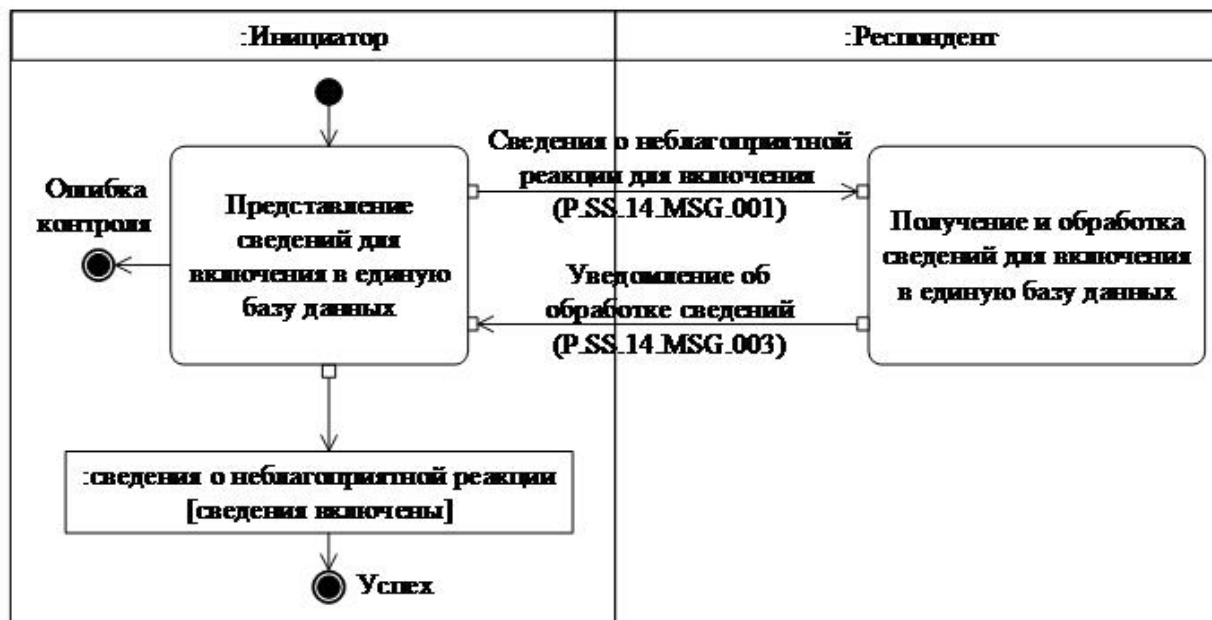 :Инициатор
:Респондент
Сведения о неблагоприятной
реакции для включения
(P.SS.14.MSG.001)
Ошибка
контроля
Представление
сведений для
включения в единую
базу данных
Получение и обработка
сведений для включения
в единую базу данных
Уведомление об
обработке сведений
(P.SS.14.MSG.003)
:сведения о неблагоприятной реакции
[сведения включены]
Успех